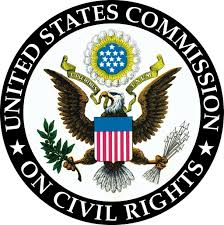 UNITED STATES COMMISSION
ON CIVIL RIGHTS